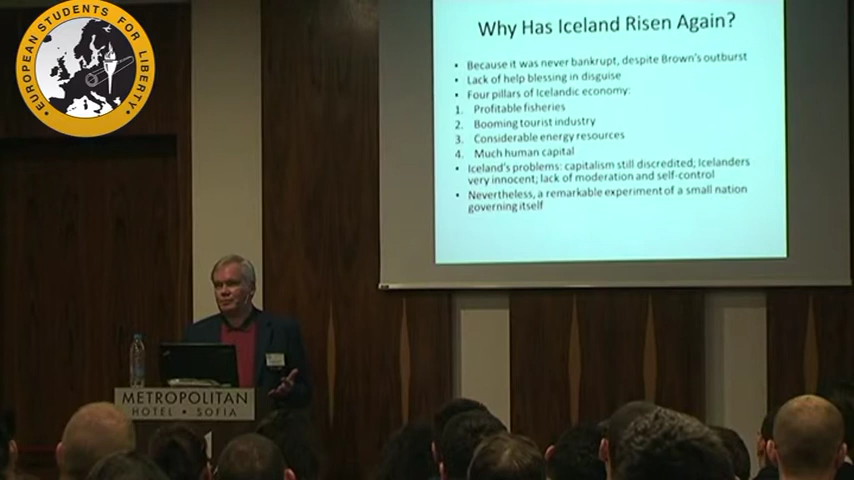 EUROPEAN STUDENTS FOR LIBERTY
Why Has Iceland Risen Again?
• Because it was never bankrupt, despite Brown's outburst
• Lack of help blessing in disguise
• Four pillars of Icelandic economy:
1. Profitable fisheries
2. Booming tourist industry
3. Considerable energy resources
4. Much human capital
• Iceland's problems: capitalism still discredited; Icelanders
very innocent; lack of moderation and self-control
• Nevertheless, a remarkable experiment of a small nation
governing itself
METROPOLITAN
HOTEL • SOFIA